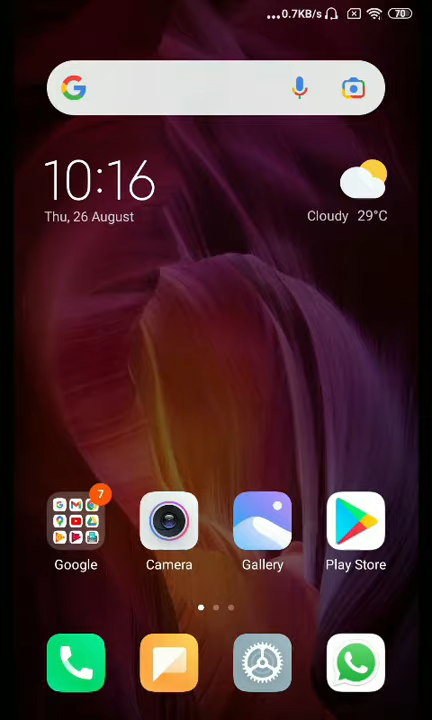 ...0.7KB/s 70
10:16
Thu, 26 August
Cloudy 29°C
7
Google Camera Gallery Play Store